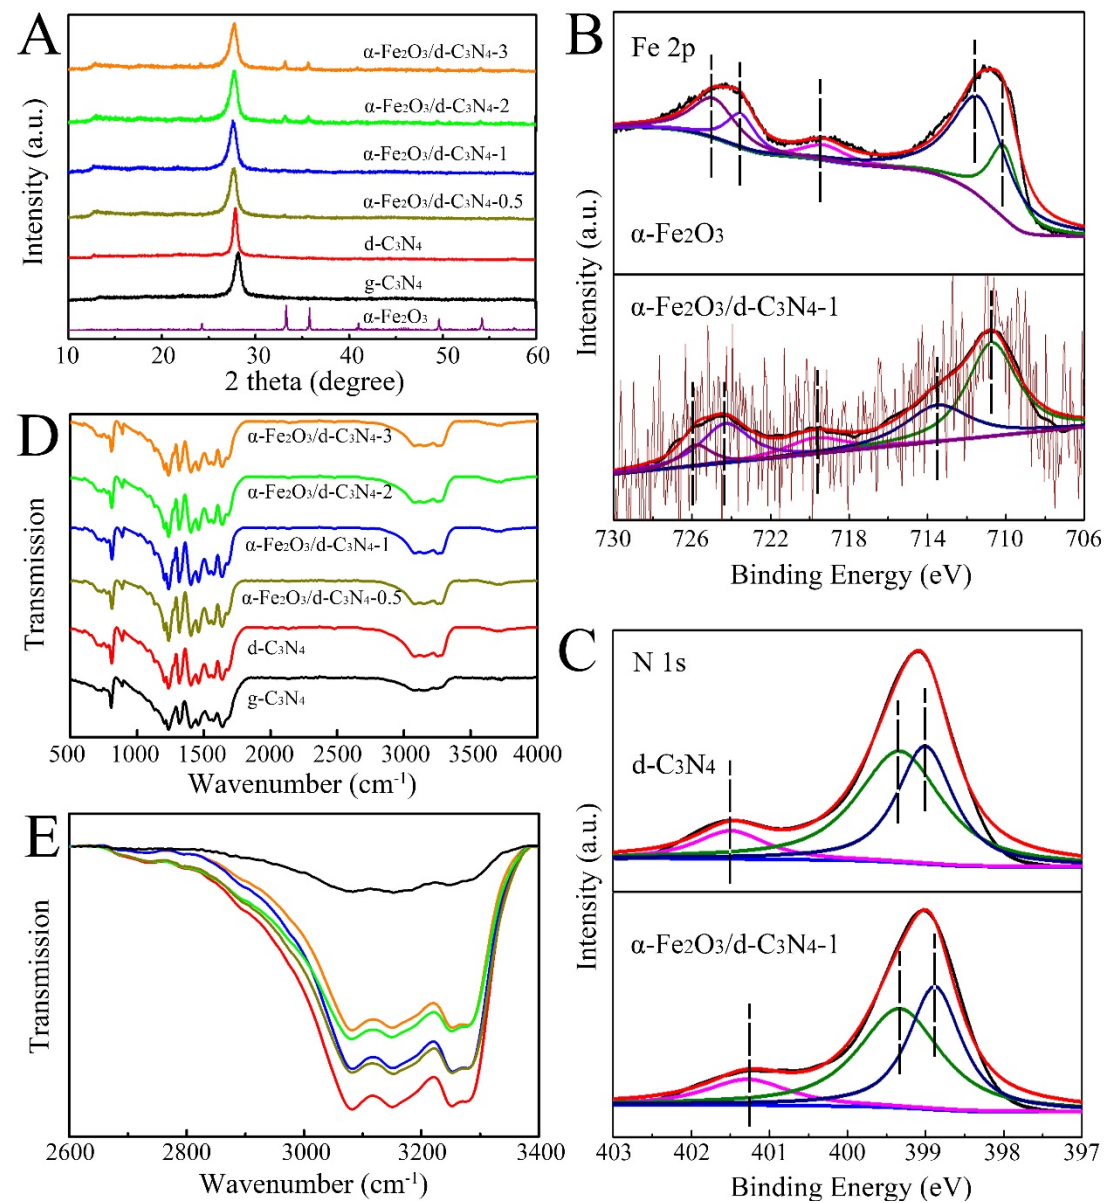 A
α-Fe₂O₃/d-C₃N₄-3
α-Fe₂O₃/d-C₃N₄-2
α-Fe₂O₃/d-C₃N₄-1
α-Fe₂O₃/d-C₃N₄-0.5
d-C₃N₄
g-C₃N₄
α-Fe₂O₃
Intensity (a.u.)
10 20 30 40 50 60
2 theta (degree)
B
Fe 2p
α-Fe₂O₃
α-Fe₂O₃/d-C₃N₄-1
Intensity (a.u.)
730 726 722 718 714 710 706
Binding Energy (eV)
D
α-Fe₂O₃/d-C₃N₄-3
α-Fe₂O₃/d-C₃N₄-2
α-Fe₂O₃/d-C₃N₄-1
α-Fe₂O₃/d-C₃N₄-0.5
d-C₃N₄
g-C₃N₄
Transmission
500 1000 1500 2000 2500 3000 3500 4000
Wavenumber (cm⁻¹)
C
N 1s
d-C₃N₄
α-Fe₂O₃/d-C₃N₄-1
Intensity (a.u.)
403 402 401 400 399 398 397
Binding Energy (eV)
E
Transmission
2600 2800 3000 3200 3400
Wavenumber (cm⁻¹)